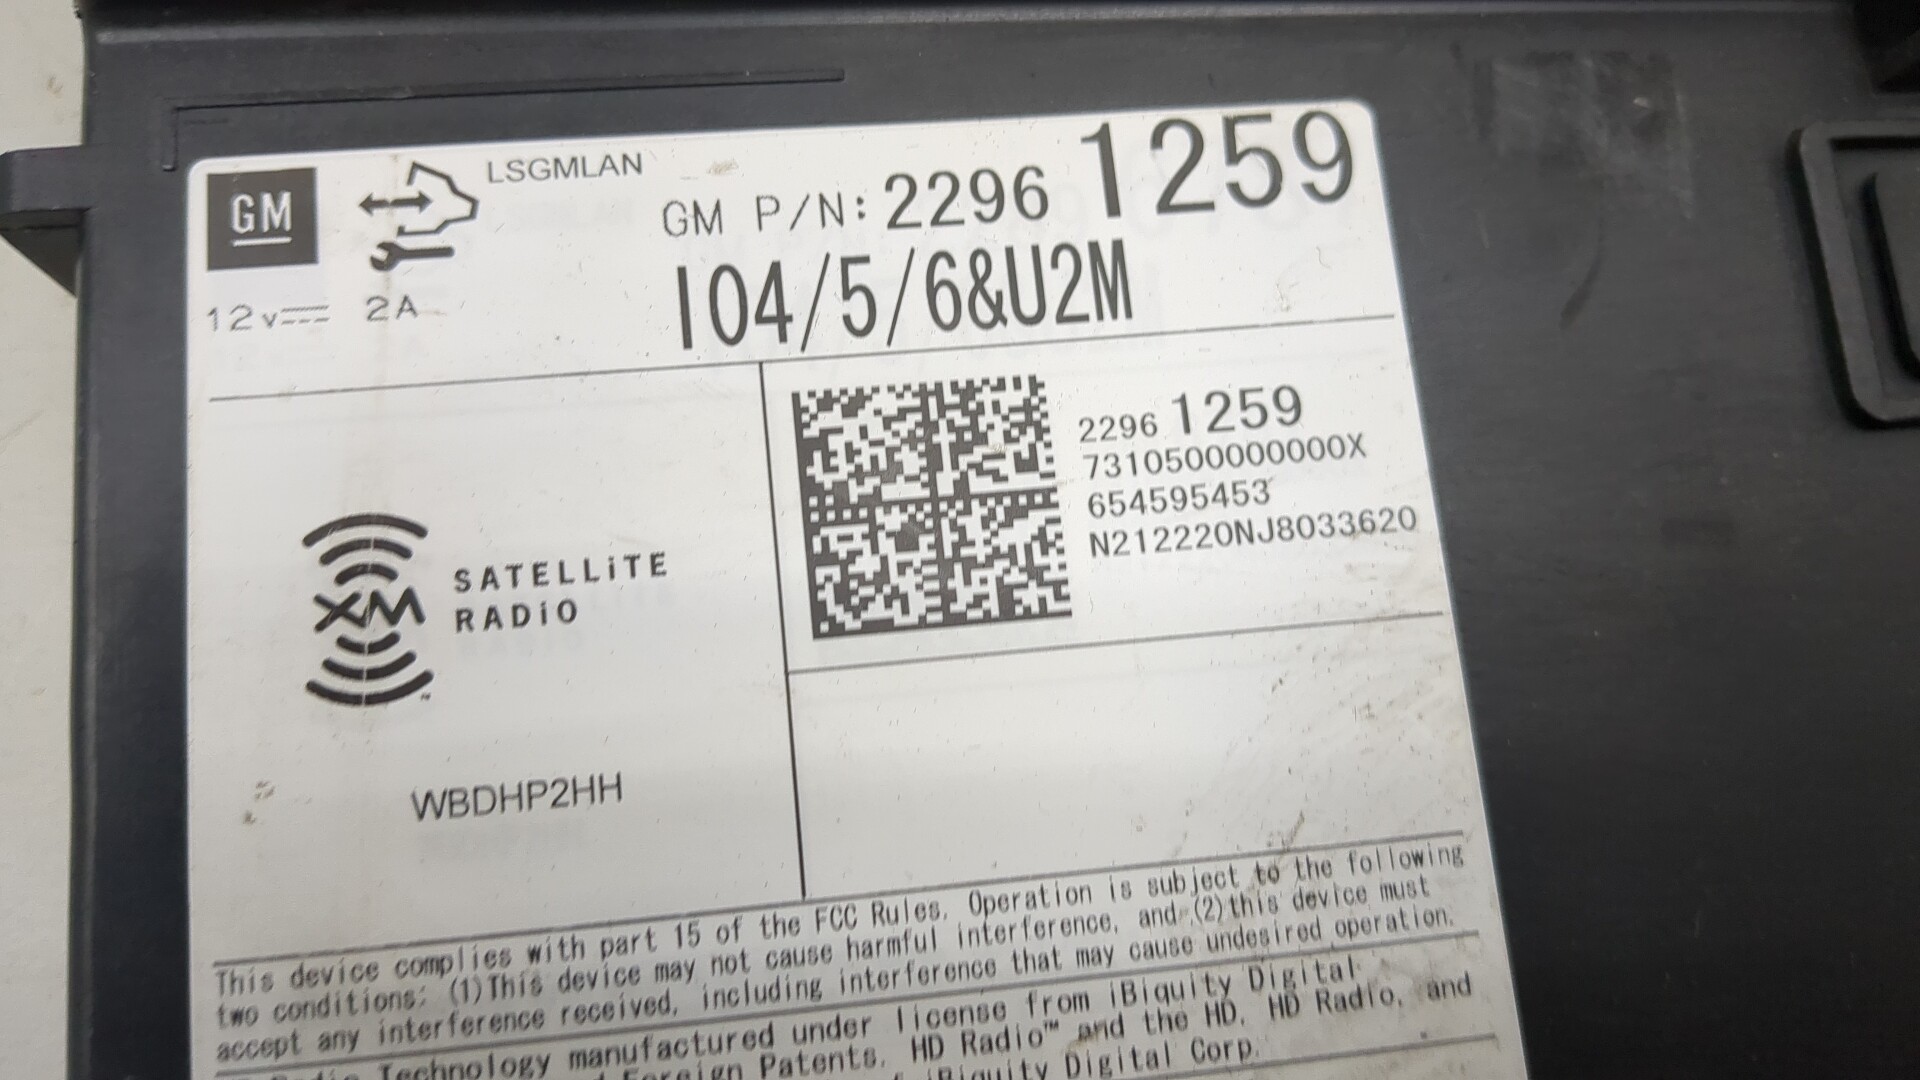 GM
LSGMLAN
GM P/N: 2296 1259
12v 2A
IO4/5/6&U2M
2296 1259
7310500000000X
654595453
N212220NJ8033620
XM SATELLiTE
RADiO
WBDHP2HH
This device complies with part 15 of the FCC Rules. Operation is subject to the following
two conditions: (1)This device may not cause harmful interference, and (2)this device must
accept any interference received, including interference that may cause undesired operation.
Technology manufactured under license from iBiquity Digital
Foreign Patents. HD Radio™ and the HD, HD Radio, and
iBiquity Digital Corp.